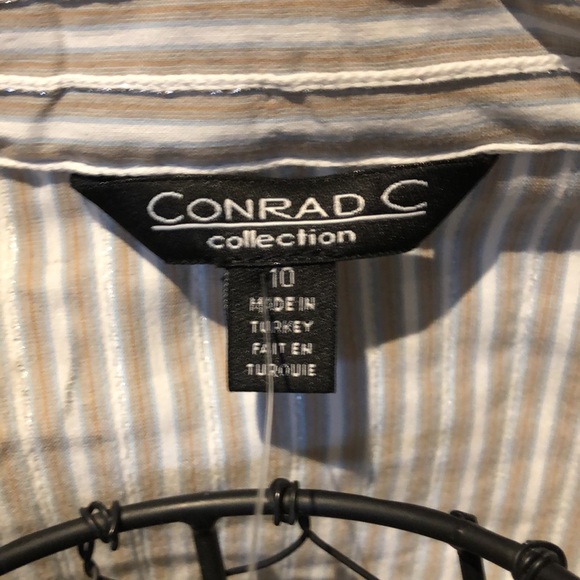 CONRAD C
collection
10
MADE IN
TURKEY
FAIT EN
TURQUIE